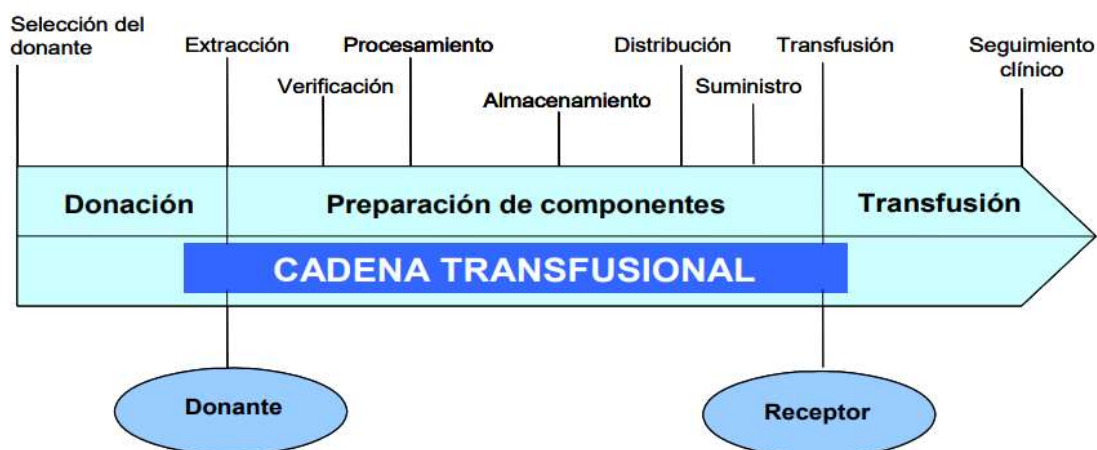 Selección del
donante
Extracción
Verificación
Procesamiento
Almacenamiento
Distribución
Suministro
Transfusión
Seguimiento
clínico
Donación
Preparación de componentes
Transfusión
CADENA TRANSFUSIONAL
Donante
Receptor